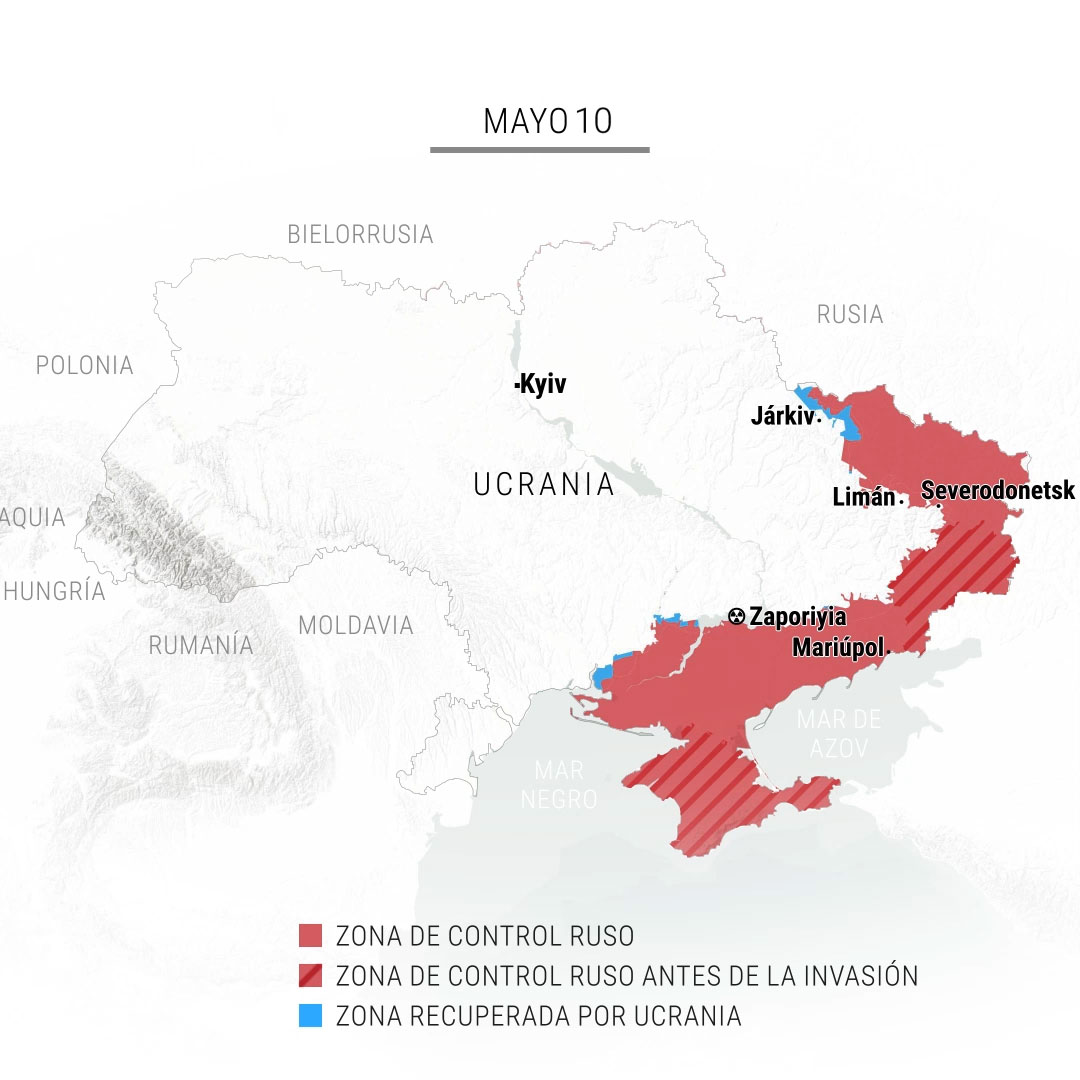 MAYO 10
BIELORRUSIA
RUSIA
POLONIA
Kyiv
Járkiv
UCRANIA
Limán
Severodonetsk
AQUIA
HUNGRÍA
MOLDAVIA
Zaporiyia
RUMANÍA
Mariúpol
MAR DE
AZOV
MAR
NEGRO
ZONA DE CONTROL RUSO
ZONA DE CONTROL RUSO ANTES DE LA INVASIÓN
ZONA RECUPERADA POR UCRANIA